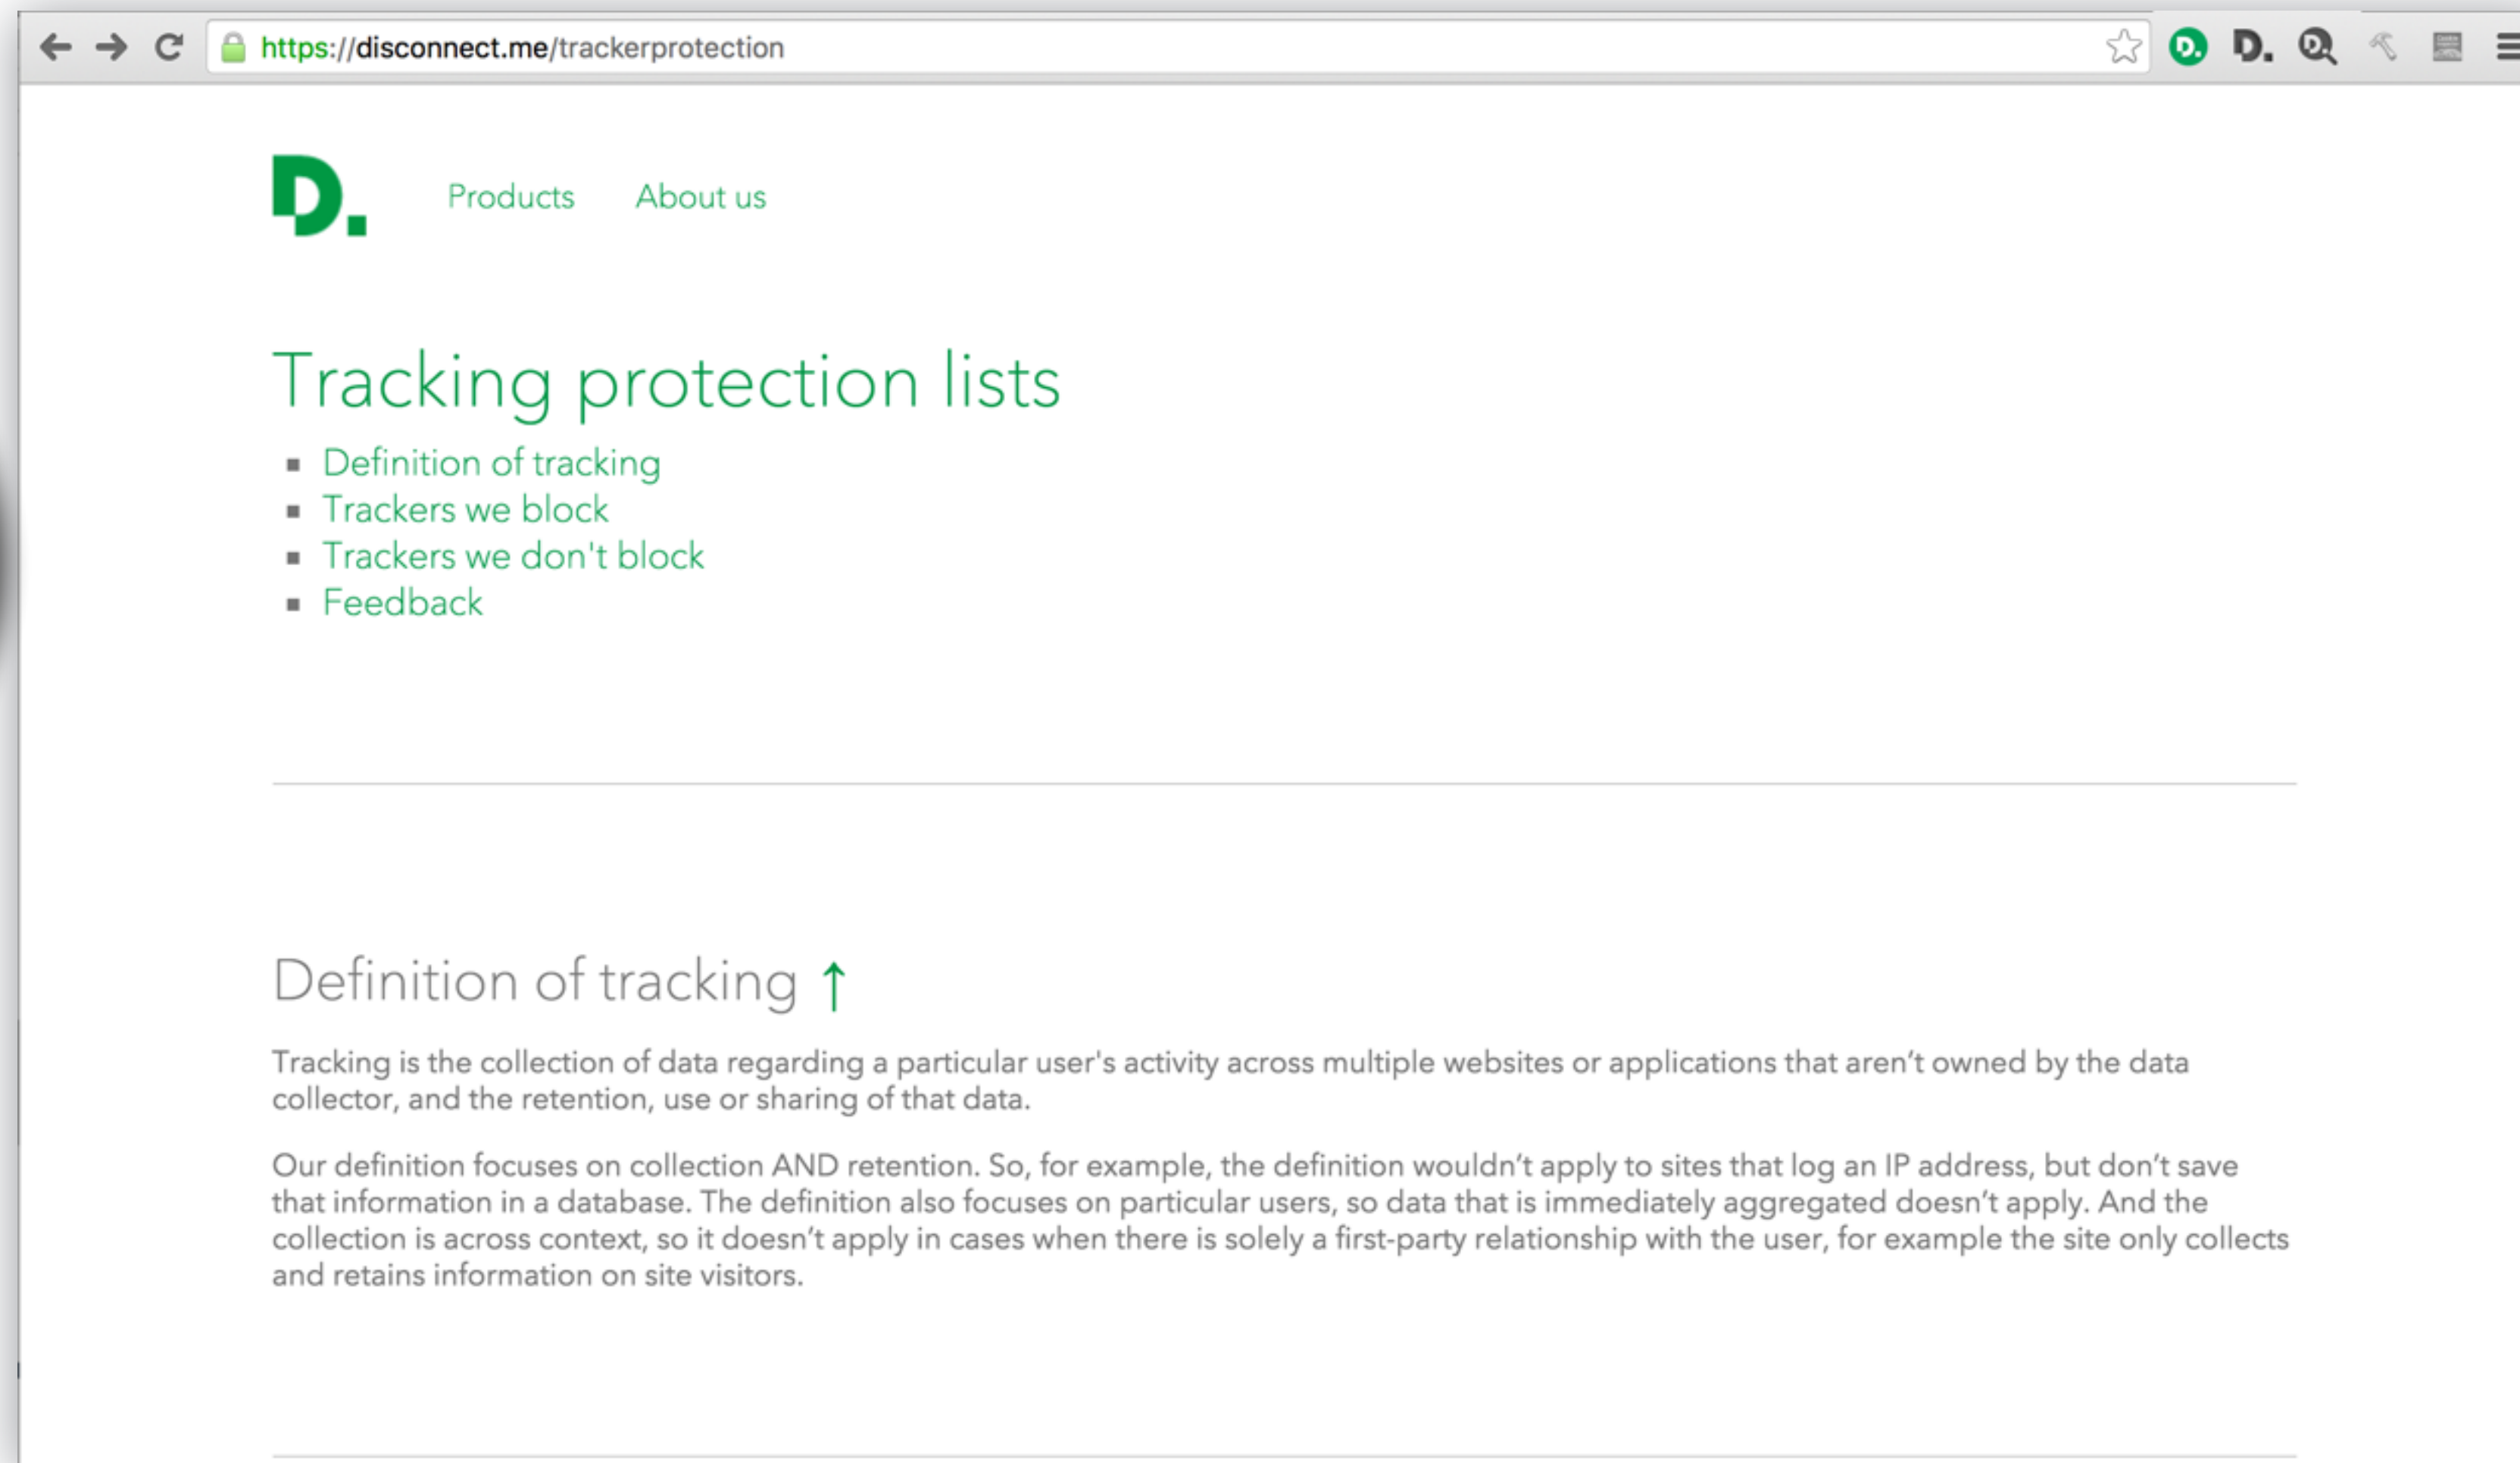 https://disconnect.me/trackerprotection
D. D. D.
D. Products About us
Tracking protection lists
Definition of tracking
Trackers we block
Trackers we don't block
Feedback
Definition of tracking ↑
Tracking is the collection of data regarding a particular user's activity across multiple websites or applications that aren’t owned by the data
collector, and the retention, use or sharing of that data.
Our definition focuses on collection AND retention. So, for example, the definition wouldn’t apply to sites that log an IP address, but don’t save
that information in a database. The definition also focuses on particular users, so data that is immediately aggregated doesn’t apply. And the
collection is across context, so it doesn’t apply in cases when there is solely a first-party relationship with the user, for example the site only collects
and retains information on site visitors.